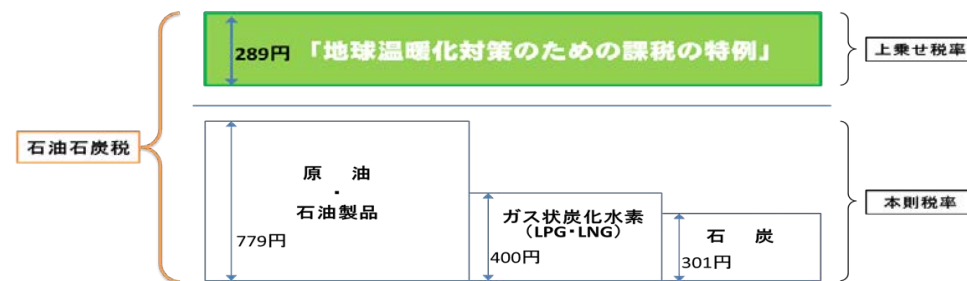 289円 「地球温暖化対策のための課税の特例」
上乗せ税率
石油石炭税
原 油
・
石油製品
779円
ガス状炭化水素
(LPG・LNG)
400円
石 炭
301円
本則税率